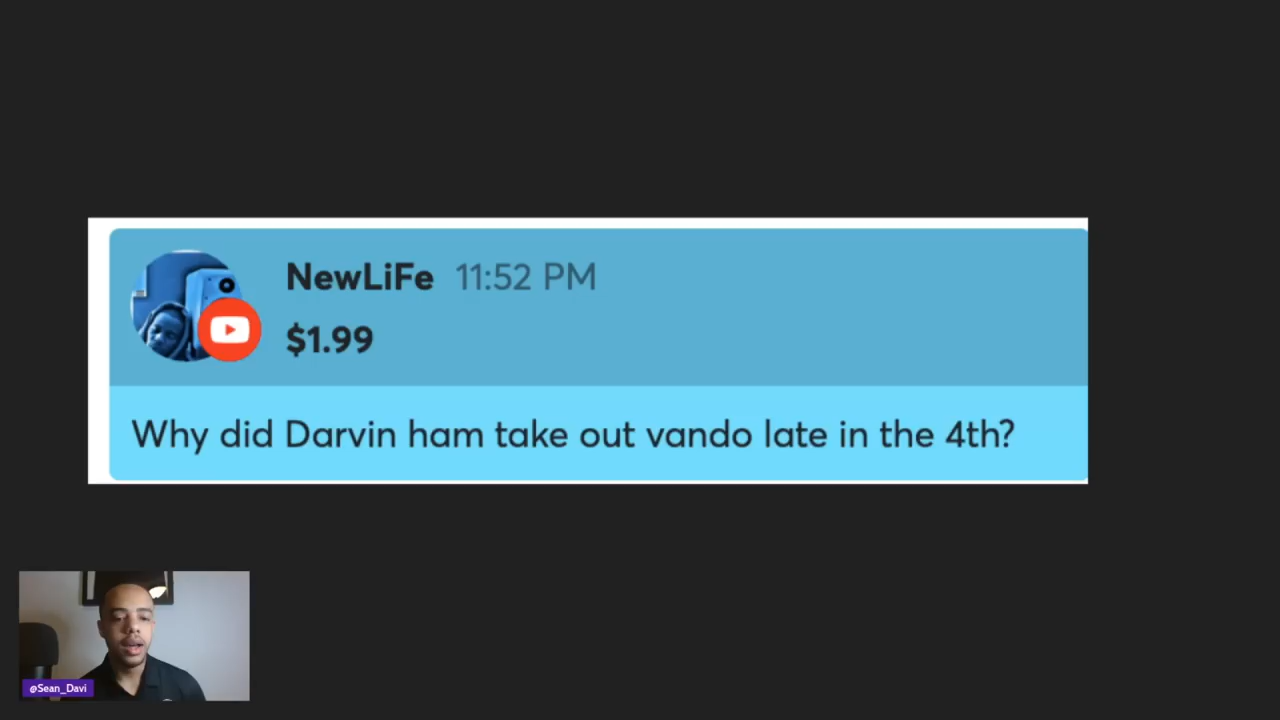 NewLiFe 11:52 PM
$1.99
Why did Darvin ham take out vando late in the 4th?
@Sean_Davi